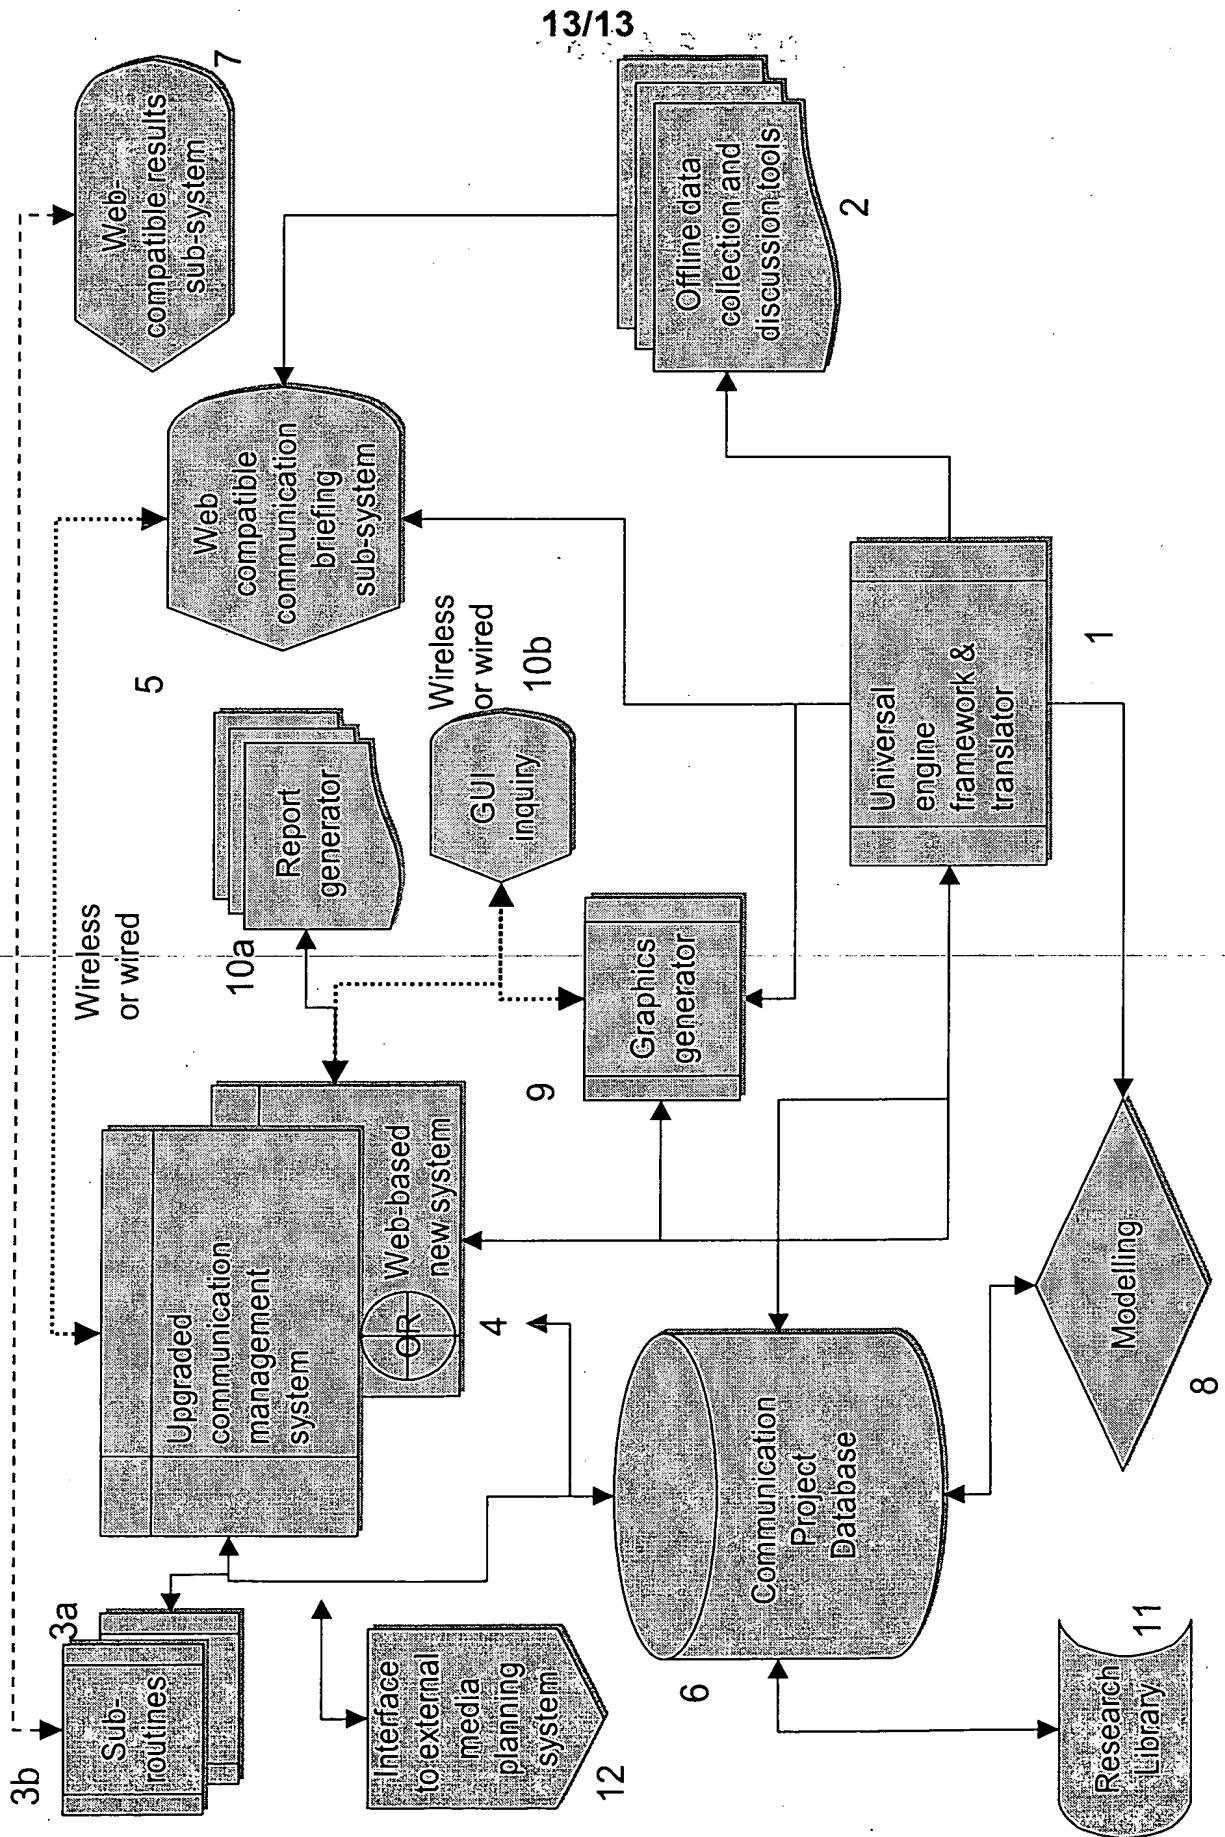 13/13
3b
3a
Sub-
routines
Interface
to external
media
planning
system
12
Upgraded
communication
management
system
OR
Web-based
new system
4
Wireless
or wired
10a
Report
generator
5
Wireless
or wired
10b
GUI
inquiry
9
Graphics
generator
Web
compatible
communication
briefing
sub-system
7
Web-
compatible results
sub-system
Offline data
collection and
discussion tools
2
Universal
engine
framework &
translator
1
6
Communication
Project
Database
Modelling
8
11
Research
Library